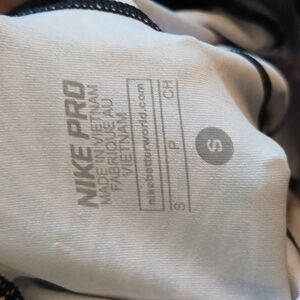 NIKE PRO
MADE IN VIETNAM
FABRIQUE AU
VIETNAM
nikebetterworld.com
S P CH
S